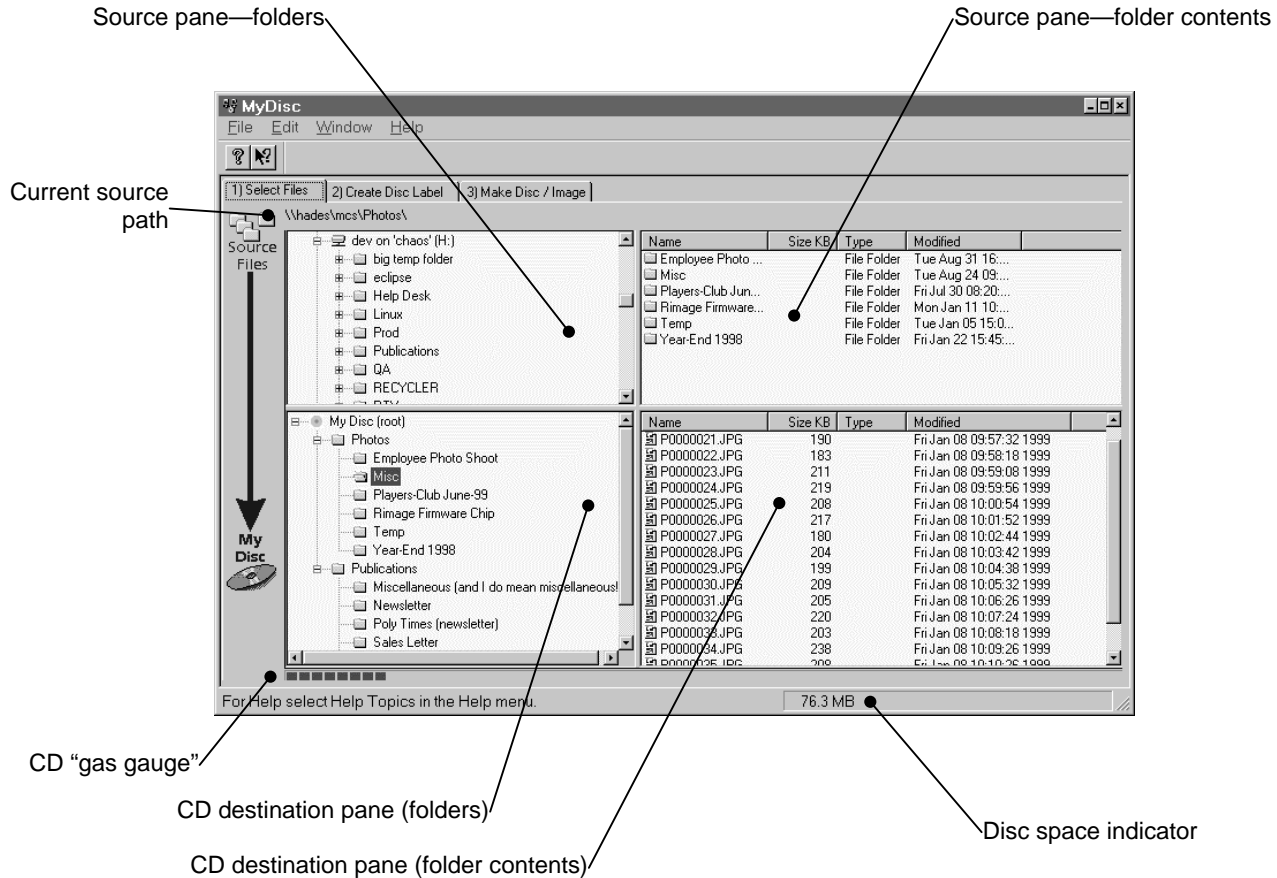 Source pane—folders
Source pane—folder contents
MyDisc
File Edit Window Help
1) Select Files 2) Create Disc Label 3) Make Disc / Image
Current source
path
\\hades\mcs\Photos\
Source
Files
dev on 'chaos' (H:)
big temp folder
eclipse
Help Desk
Linux
Prod
Publications
QA
RECYCLER
Name Size KB Type Modified
Employee Photo ... File Folder Tue Aug 31 16:...
Misc File Folder Tue Aug 24 09:...
Players-Club Jun... File Folder Fri Jul 30 08:20:...
Rimage Firmware... File Folder Mon Jan 11 10:...
Temp File Folder Tue Jan 05 15:0...
Year-End 1998 File Folder Fri Jan 22 15:45:...
My Disc (root)
Photos
Employee Photo Shoot
Misc
Players-Club June-99
Rimage Firmware Chip
Temp
Year-End 1998
Publications
Miscellaneous (and I do mean miscellaneous!
Newsletter
Poly Times (newsletter)
Sales Letter
Name Size KB Type Modified
P0000021.JPG 190 Fri Jan 08 09:57:32 1999
P0000022.JPG 183 Fri Jan 08 09:58:18 1999
P0000023.JPG 211 Fri Jan 08 09:59:08 1999
P0000024.JPG 219 Fri Jan 08 09:59:56 1999
P0000025.JPG 208 Fri Jan 08 10:00:54 1999
P0000026.JPG 217 Fri Jan 08 10:01:52 1999
P0000027.JPG 180 Fri Jan 08 10:02:44 1999
P0000028.JPG 204 Fri Jan 08 10:03:42 1999
P0000029.JPG 199 Fri Jan 08 10:04:38 1999
P0000030.JPG 209 Fri Jan 08 10:05:32 1999
P0000031.JPG 205 Fri Jan 08 10:06:26 1999
P0000032.JPG 220 Fri Jan 08 10:07:24 1999
P0000033.JPG 203 Fri Jan 08 10:08:18 1999
P0000034.JPG 238 Fri Jan 08 10:09:26 1999
P0000035.JPG 208 Fri Jan 08 10:10:26 1999
My
Disc
For Help select Help Topics in the Help menu.
76.3 MB
CD “gas gauge”
CD destination pane (folders)
CD destination pane (folder contents)
Disc space indicator